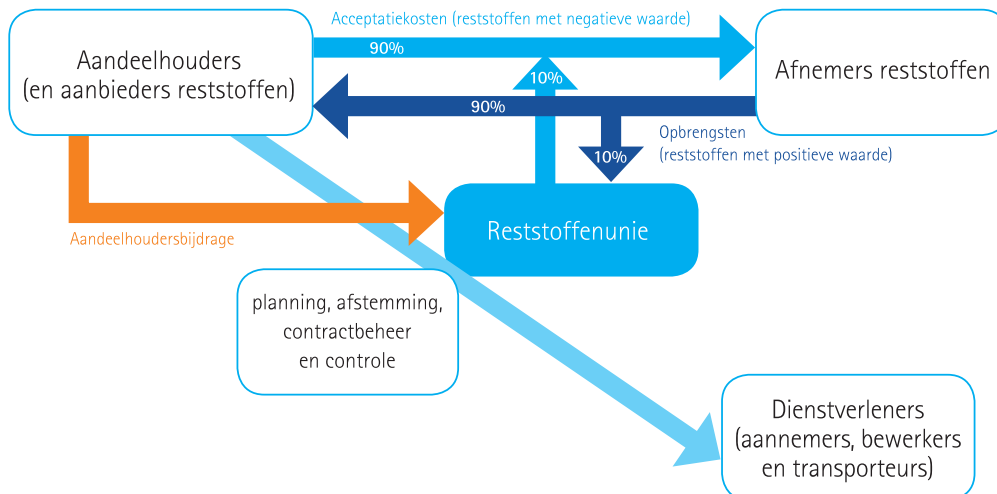 Acceptatiekosten (reststoffen met negatieve waarde)
Aandeelhouders
(en aanbieders reststoffen)
90%
Afnemers reststoffen
10%
90%
Opbrengsten
(reststoffen met positieve waarde)
10%
Reststoffenunie
Aandeelhoudersbijdrage
planning, afstemming,
contractbeheer
en controle
Dienstverleners
(aannemers, bewerkers
en transporteurs)